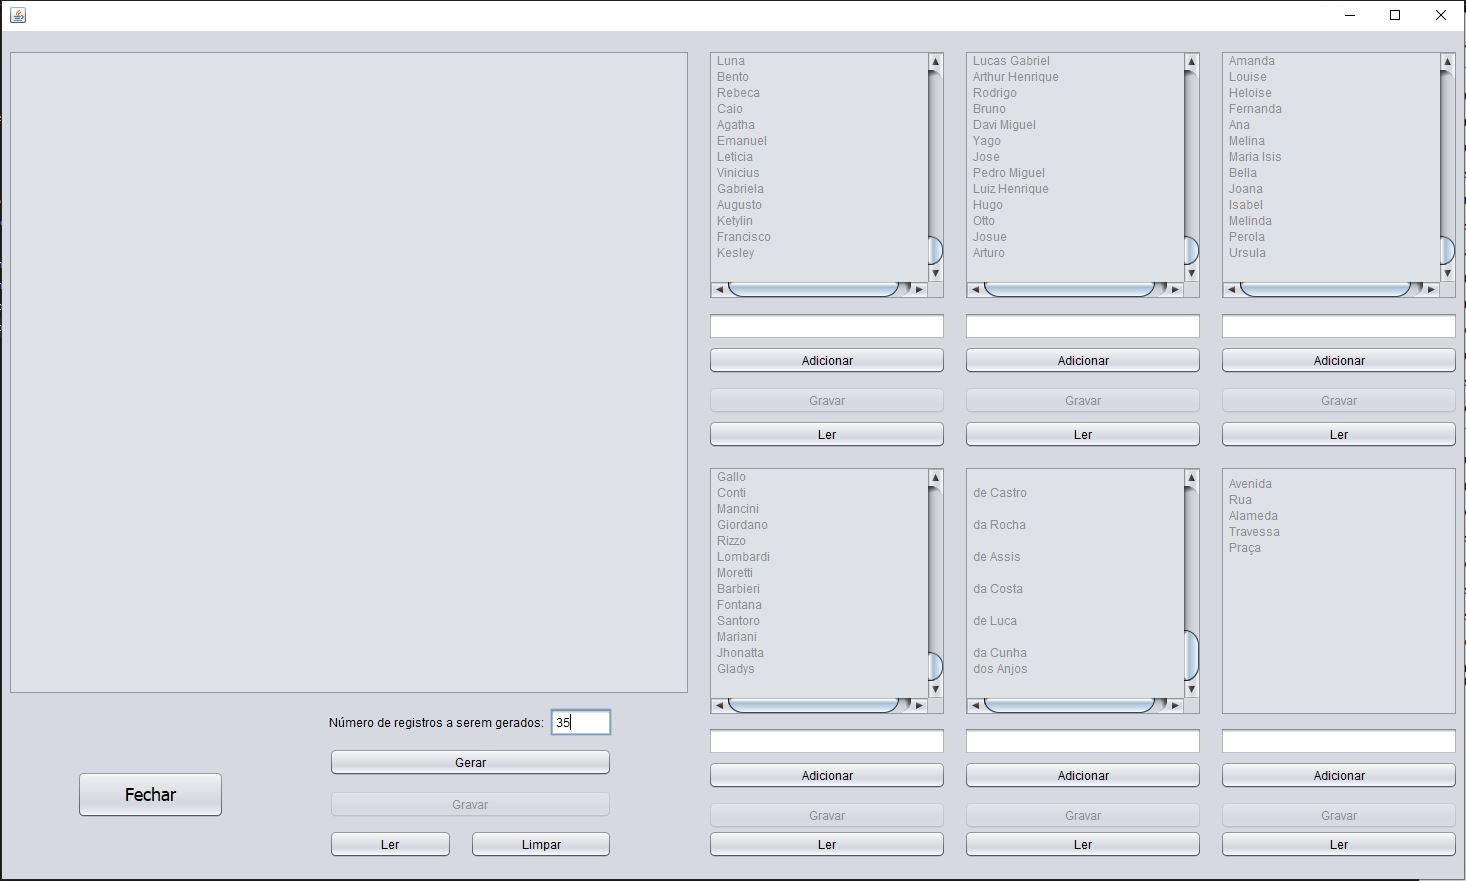 Luna
Bento
Rebeca
Caio
Agatha
Emanuel
Leticia
Vinicius
Gabriela
Augusto
Ketylin
Francisco
Kesley
Adicionar
Gravar
Ler
Lucas Gabriel
Arthur Henrique
Rodrigo
Bruno
Davi Miguel
Yago
Jose
Pedro Miguel
Luiz Henrique
Hugo
Otto
Josue
Arturo
Adicionar
Gravar
Ler
Amanda
Louise
Heloise
Fernanda
Ana
Melina
Maria Isis
Bella
Joana
Isabel
Melinda
Perola
Ursula
Adicionar
Gravar
Ler
Gallo
Conti
Mancini
Giordano
Rizzo
Lombardi
Moretti
Barbieri
Fontana
Santoro
Mariani
Jhonatta
Gladys
Adicionar
Gravar
Ler
de Castro
da Rocha
de Assis
da Costa
de Luca
da Cunha
dos Anjos
Adicionar
Gravar
Ler
Avenida
Rua
Alameda
Travessa
Praça
Adicionar
Gravar
Ler
Número de registros a serem gerados: 35
Gerar
Fechar
Gravar
Ler Limpar